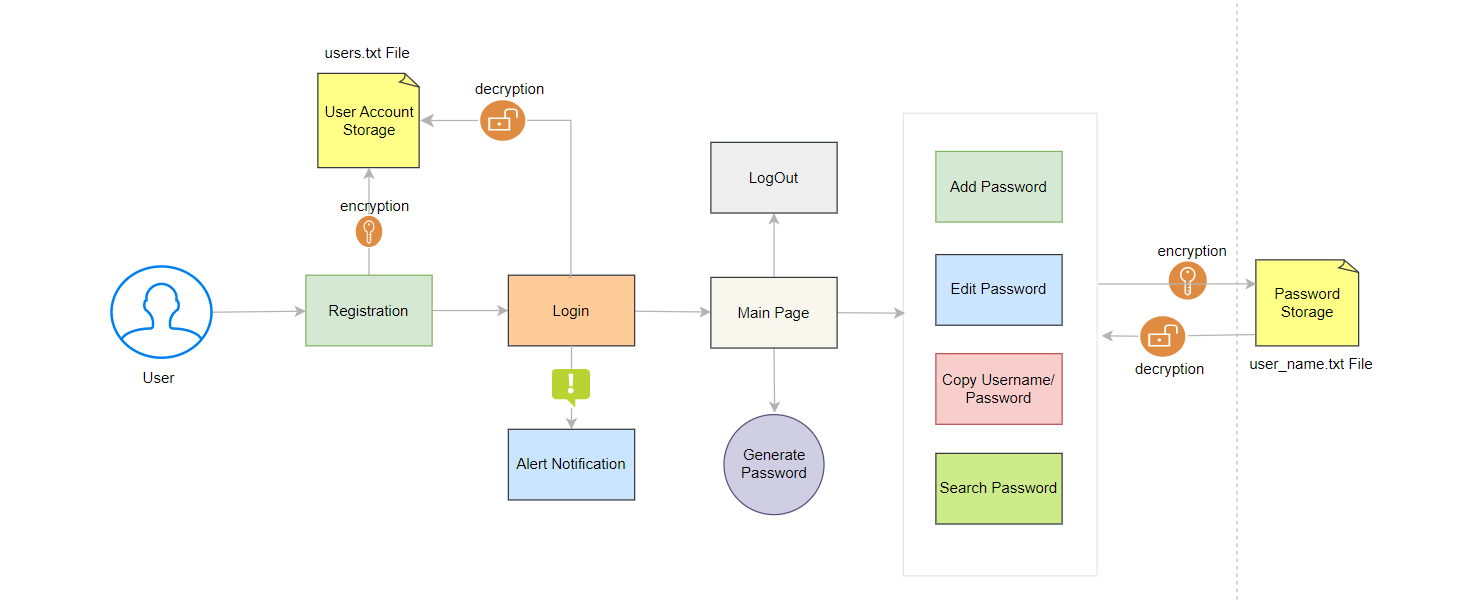 users.txt File
User Account
Storage
decryption
encryption
User
Registration
Login
Alert Notification
LogOut
Main Page
Generate
Password
Add Password
Edit Password
Copy Username/
Password
Search Password
encryption
decryption
Password
Storage
user_name.txt File